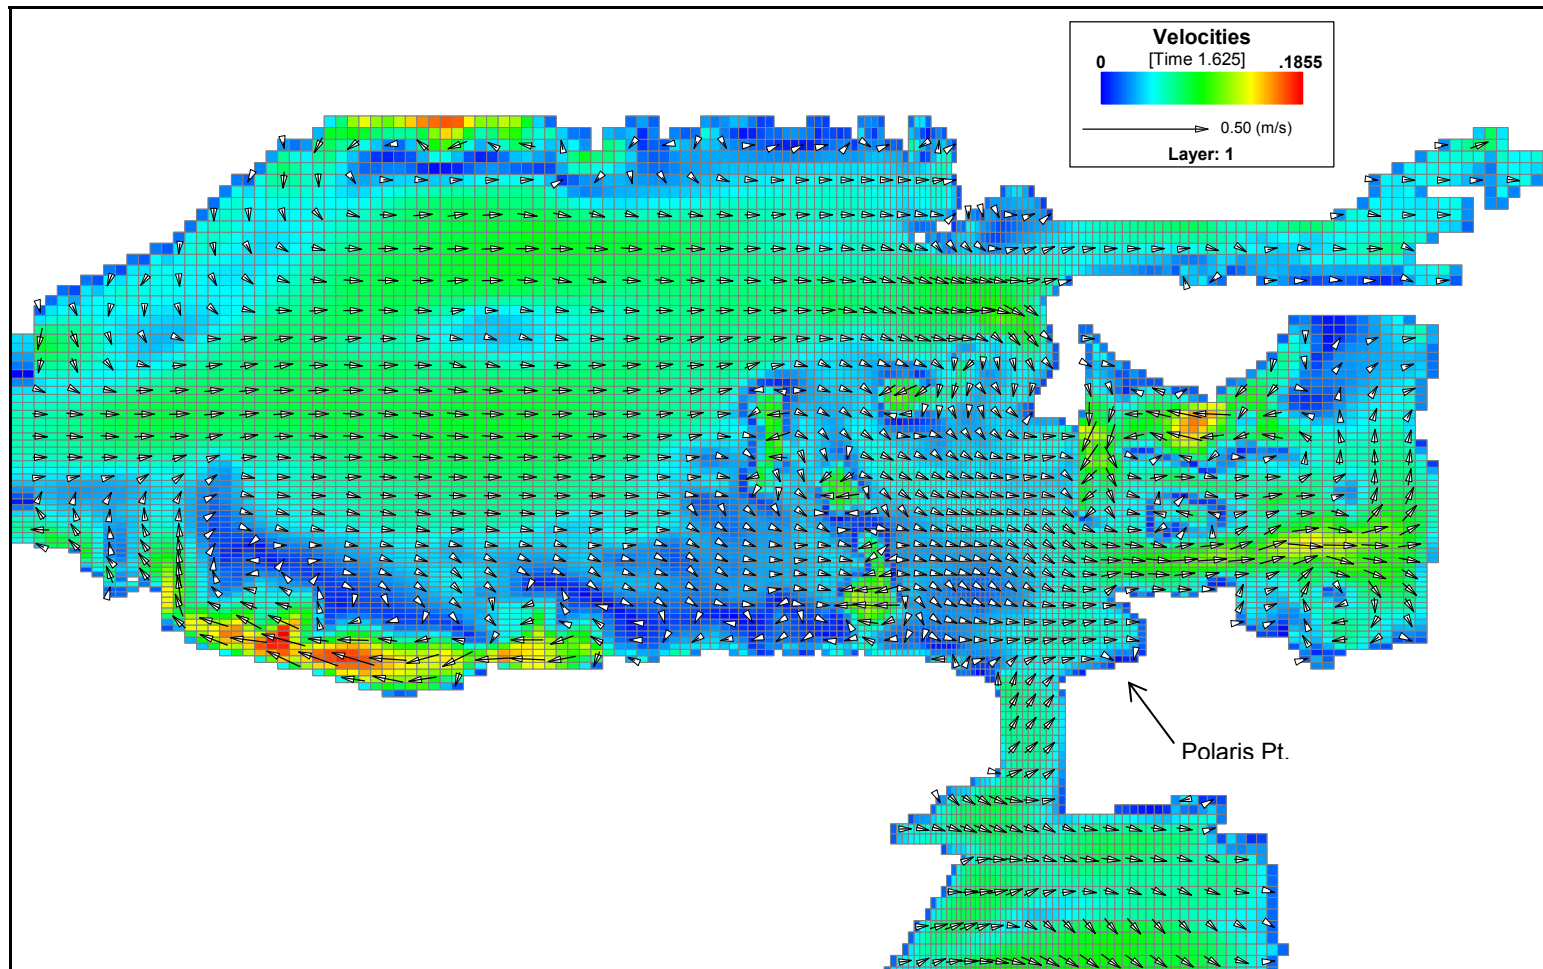 Velocities
0 [Time 1.625] .1855
0.50 (m/s)
Layer: 1
Polaris Pt.